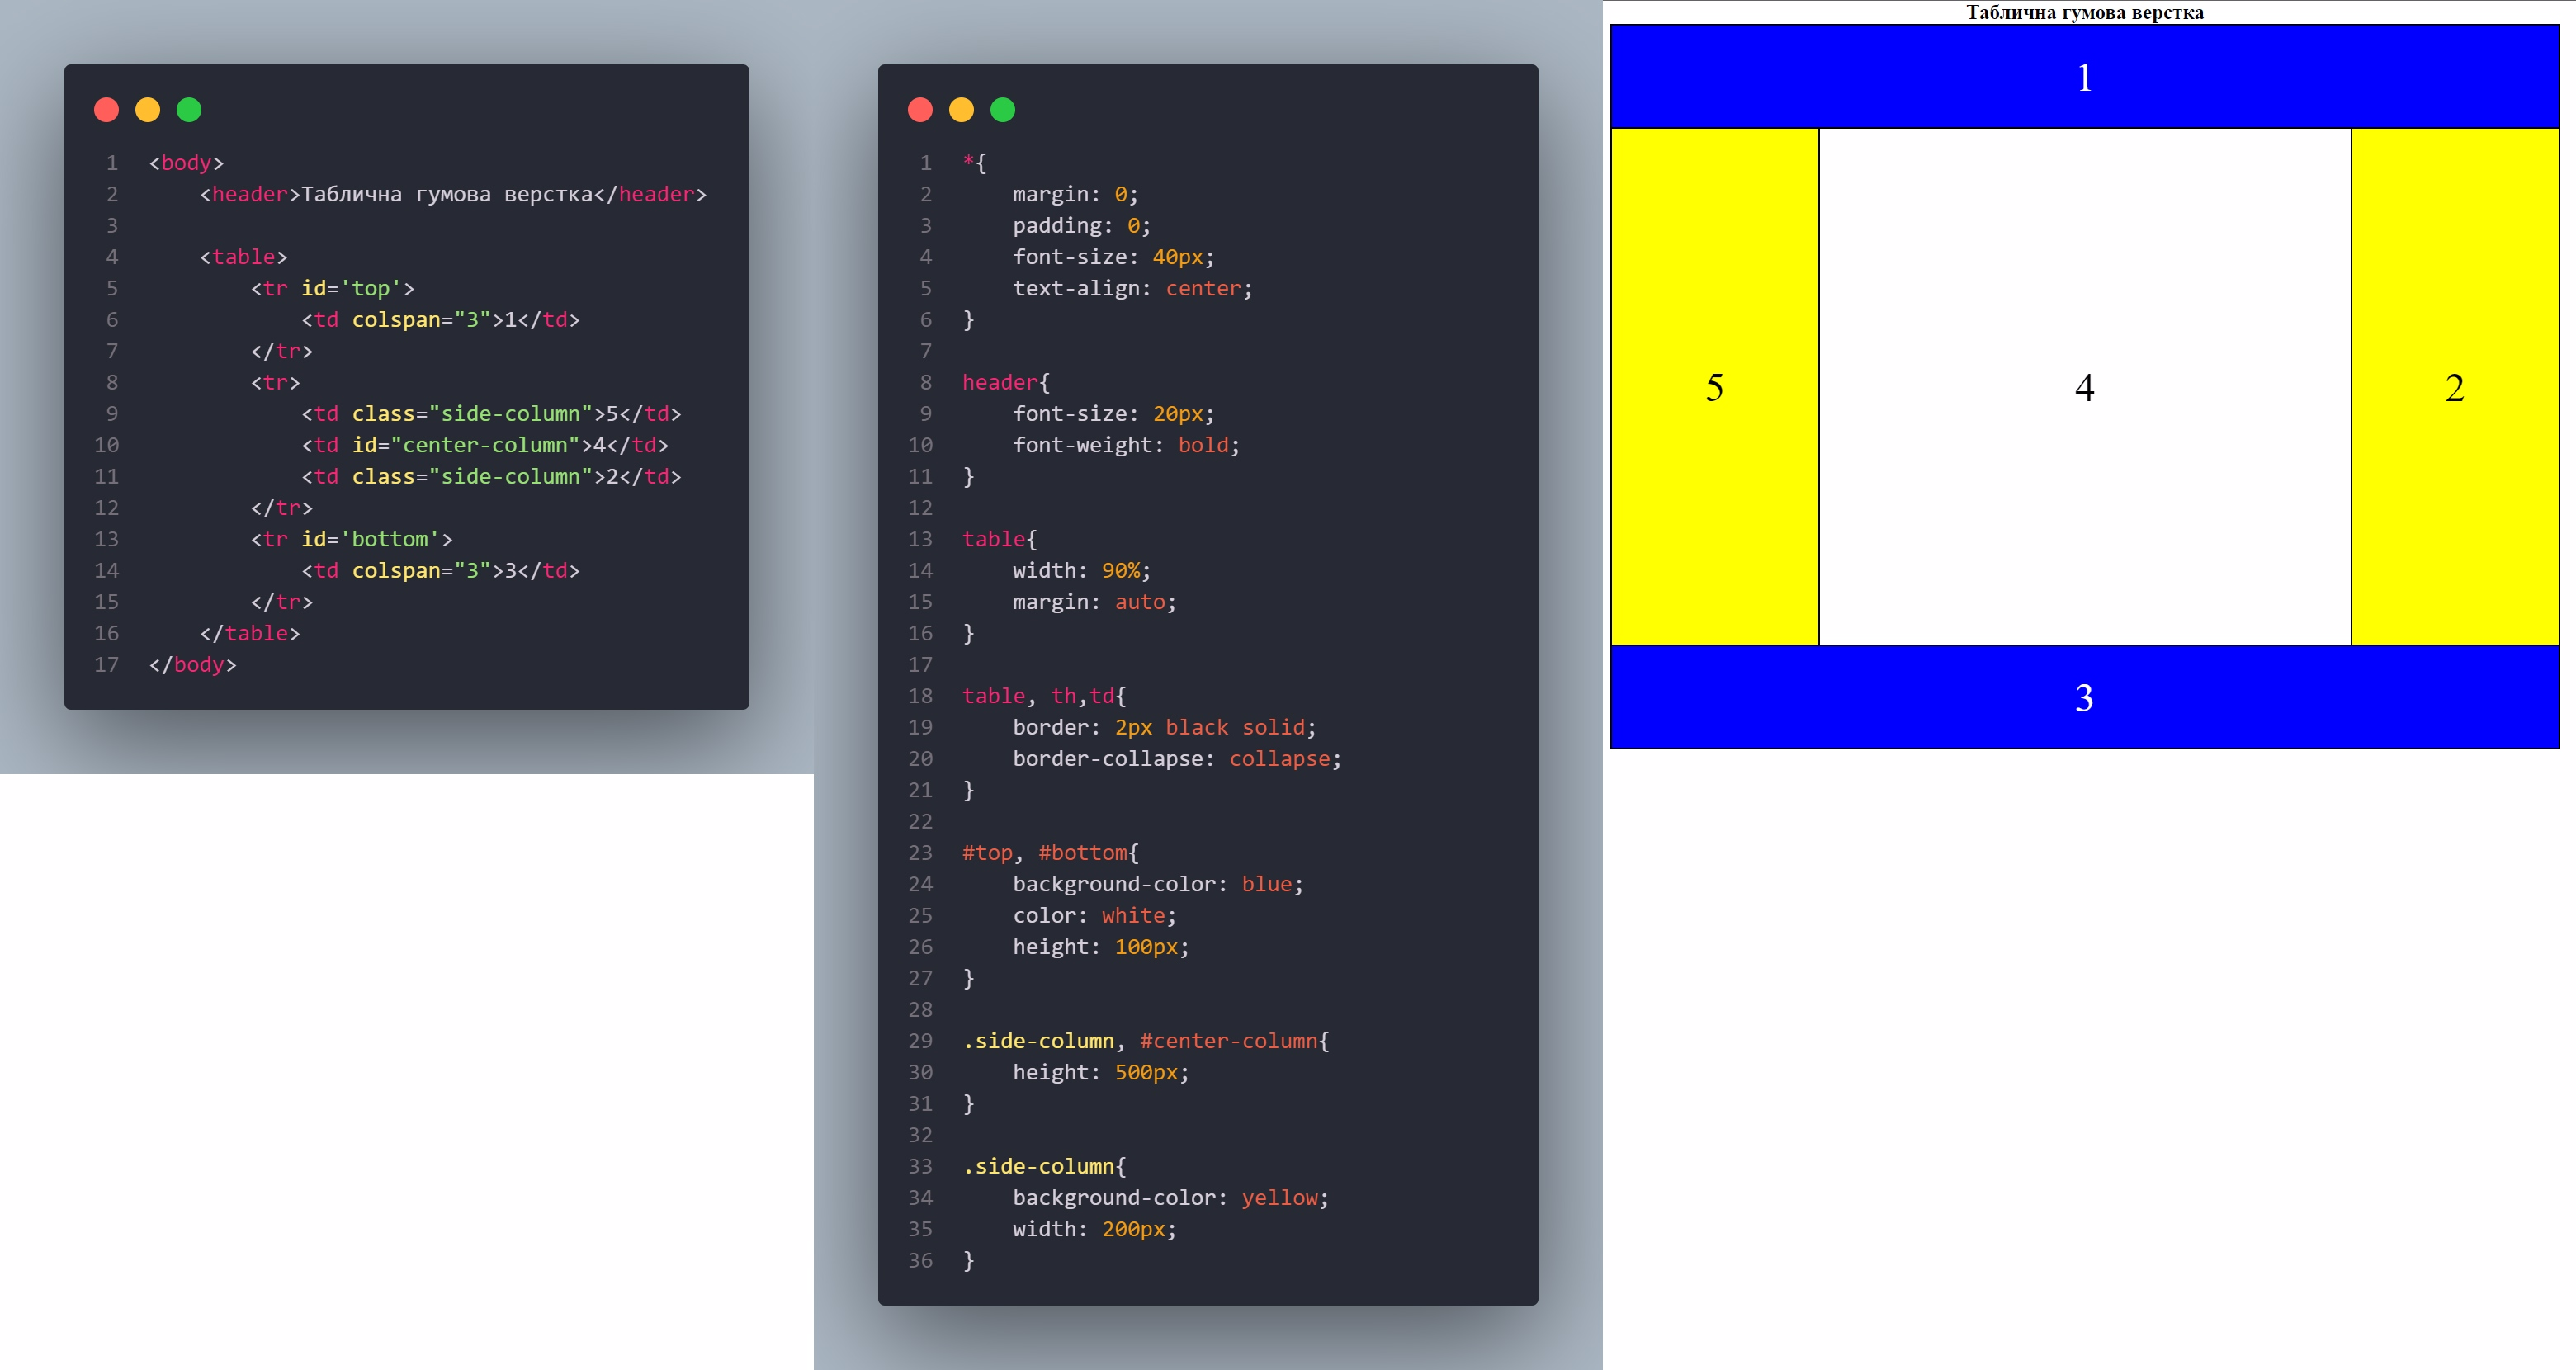 1 <body>
2     <header>Таблична гумова верстка</header>
3
4     <table>
5         <tr id='top'>
6             <td colspan="3">1</td>
7         </tr>
8         <tr>
9             <td class="side-column">5</td>
10             <td id="center-column">4</td>
11             <td class="side-column">2</td>
12         </tr>
13         <tr id='bottom'>
14             <td colspan="3">3</td>
15         </tr>
16     </table>
17 </body>
1 *{
2     margin: 0;
3     padding: 0;
4     font-size: 40px;
5     text-align: center;
6 }
7
8 header{
9     font-size: 20px;
10     font-weight: bold;
11 }
12
13 table{
14     width: 90%;
15     margin: auto;
16 }
17
18 table, th,td{
19     border: 2px black solid;
20     border-collapse: collapse;
21 }
22
23 #top, #bottom{
24     background-color: blue;
25     color: white;
26     height: 100px;
27 }
28
29 .side-column, #center-column{
30     height: 500px;
31 }
32
33 .side-column{
34     background-color: yellow;
35     width: 200px;
36 }
Таблична гумова верстка
1
5 4 2
3